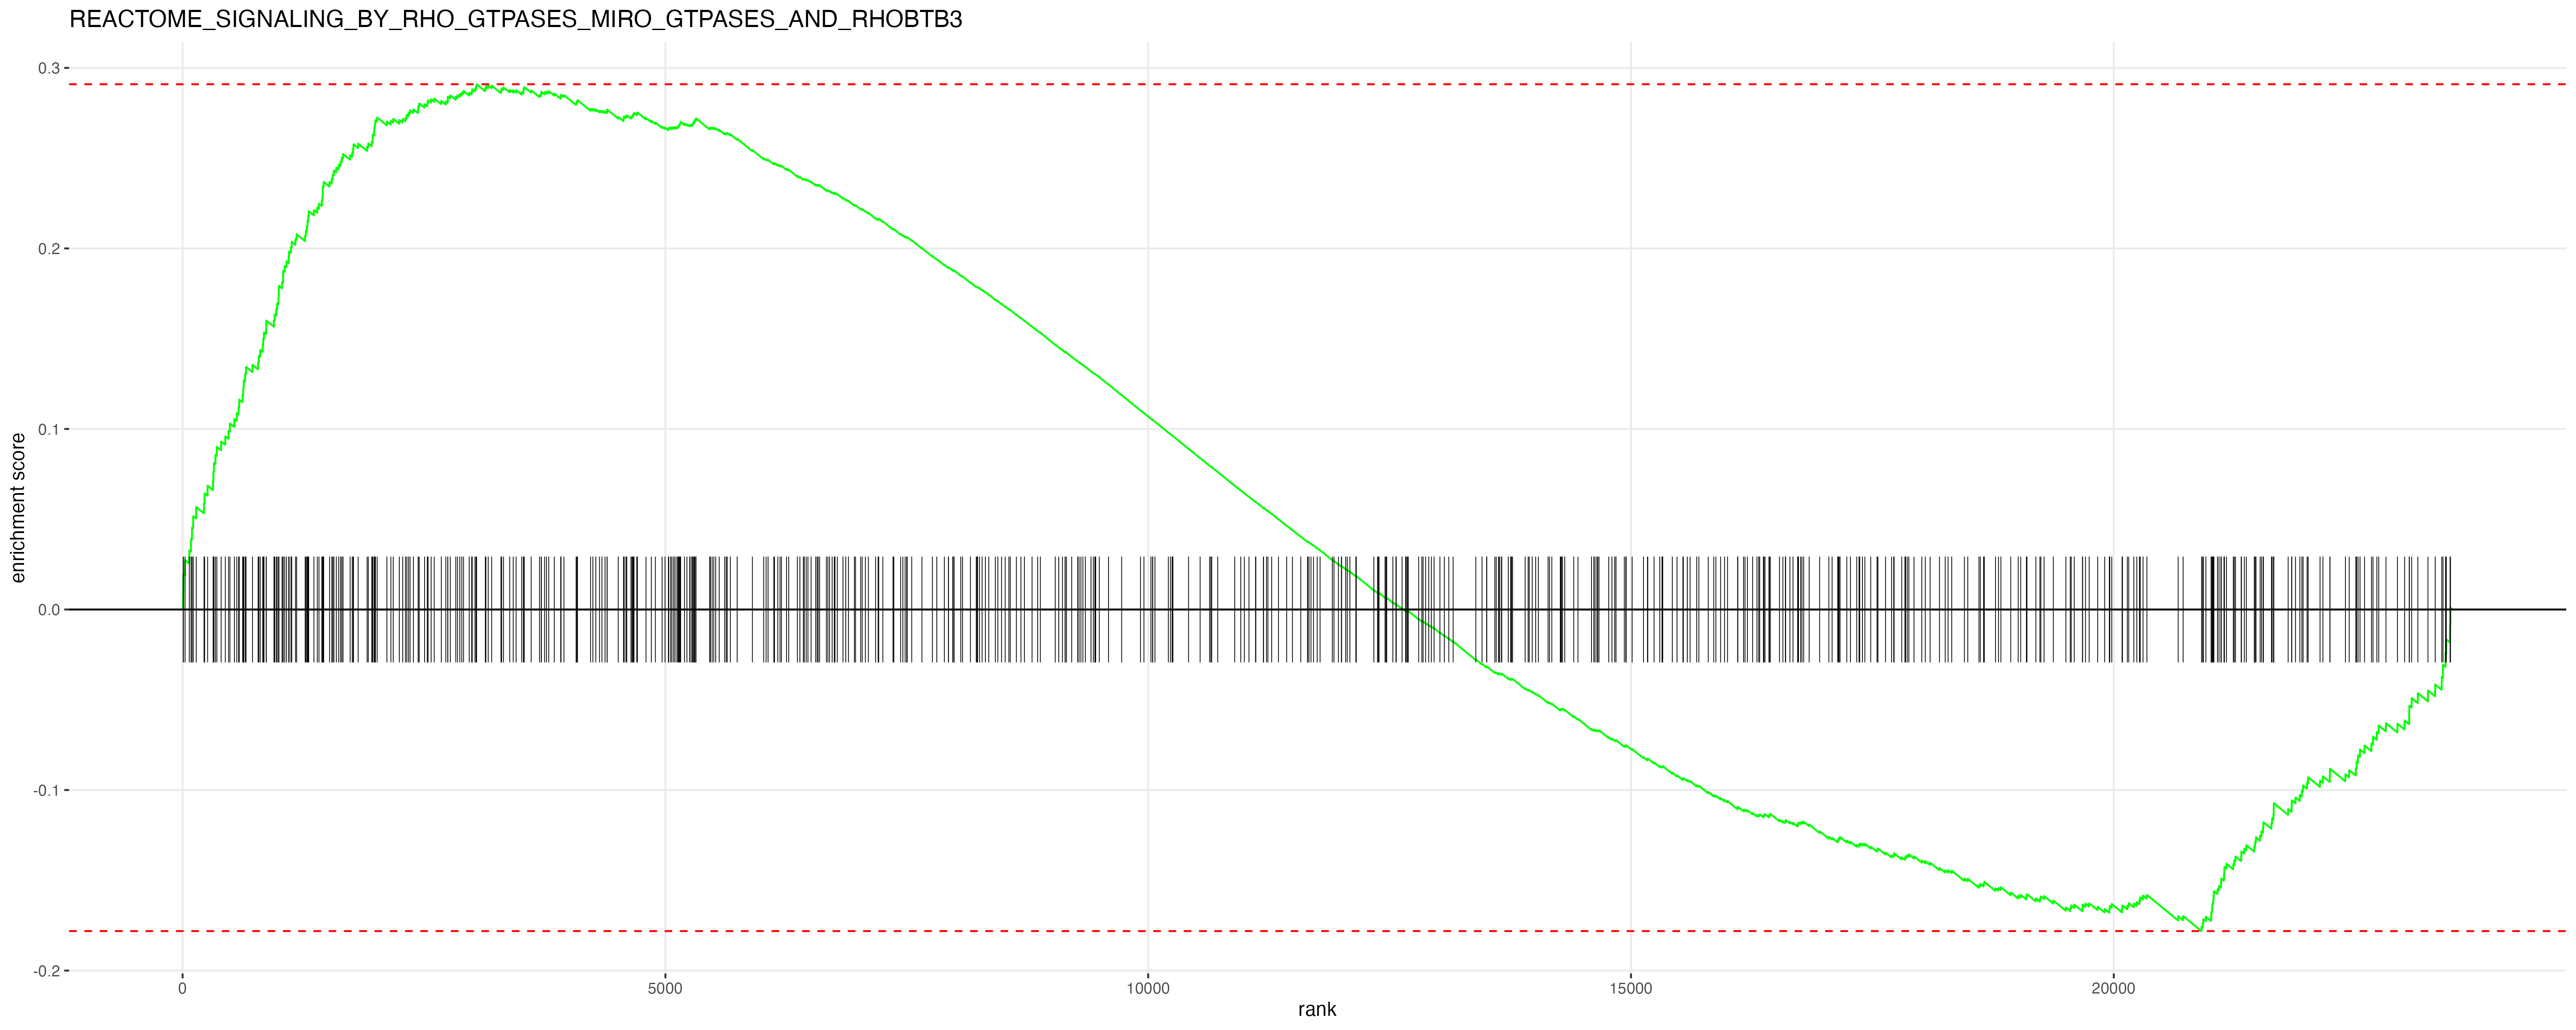 REACTOME_SIGNALING_BY_RHO_GTPASES_MIRO_GTPASES_AND_RHOBTB3
0.3
0.2
0.1
0.0
-0.1
-0.2
enrichment score
0 5000 10000 15000 20000
rank